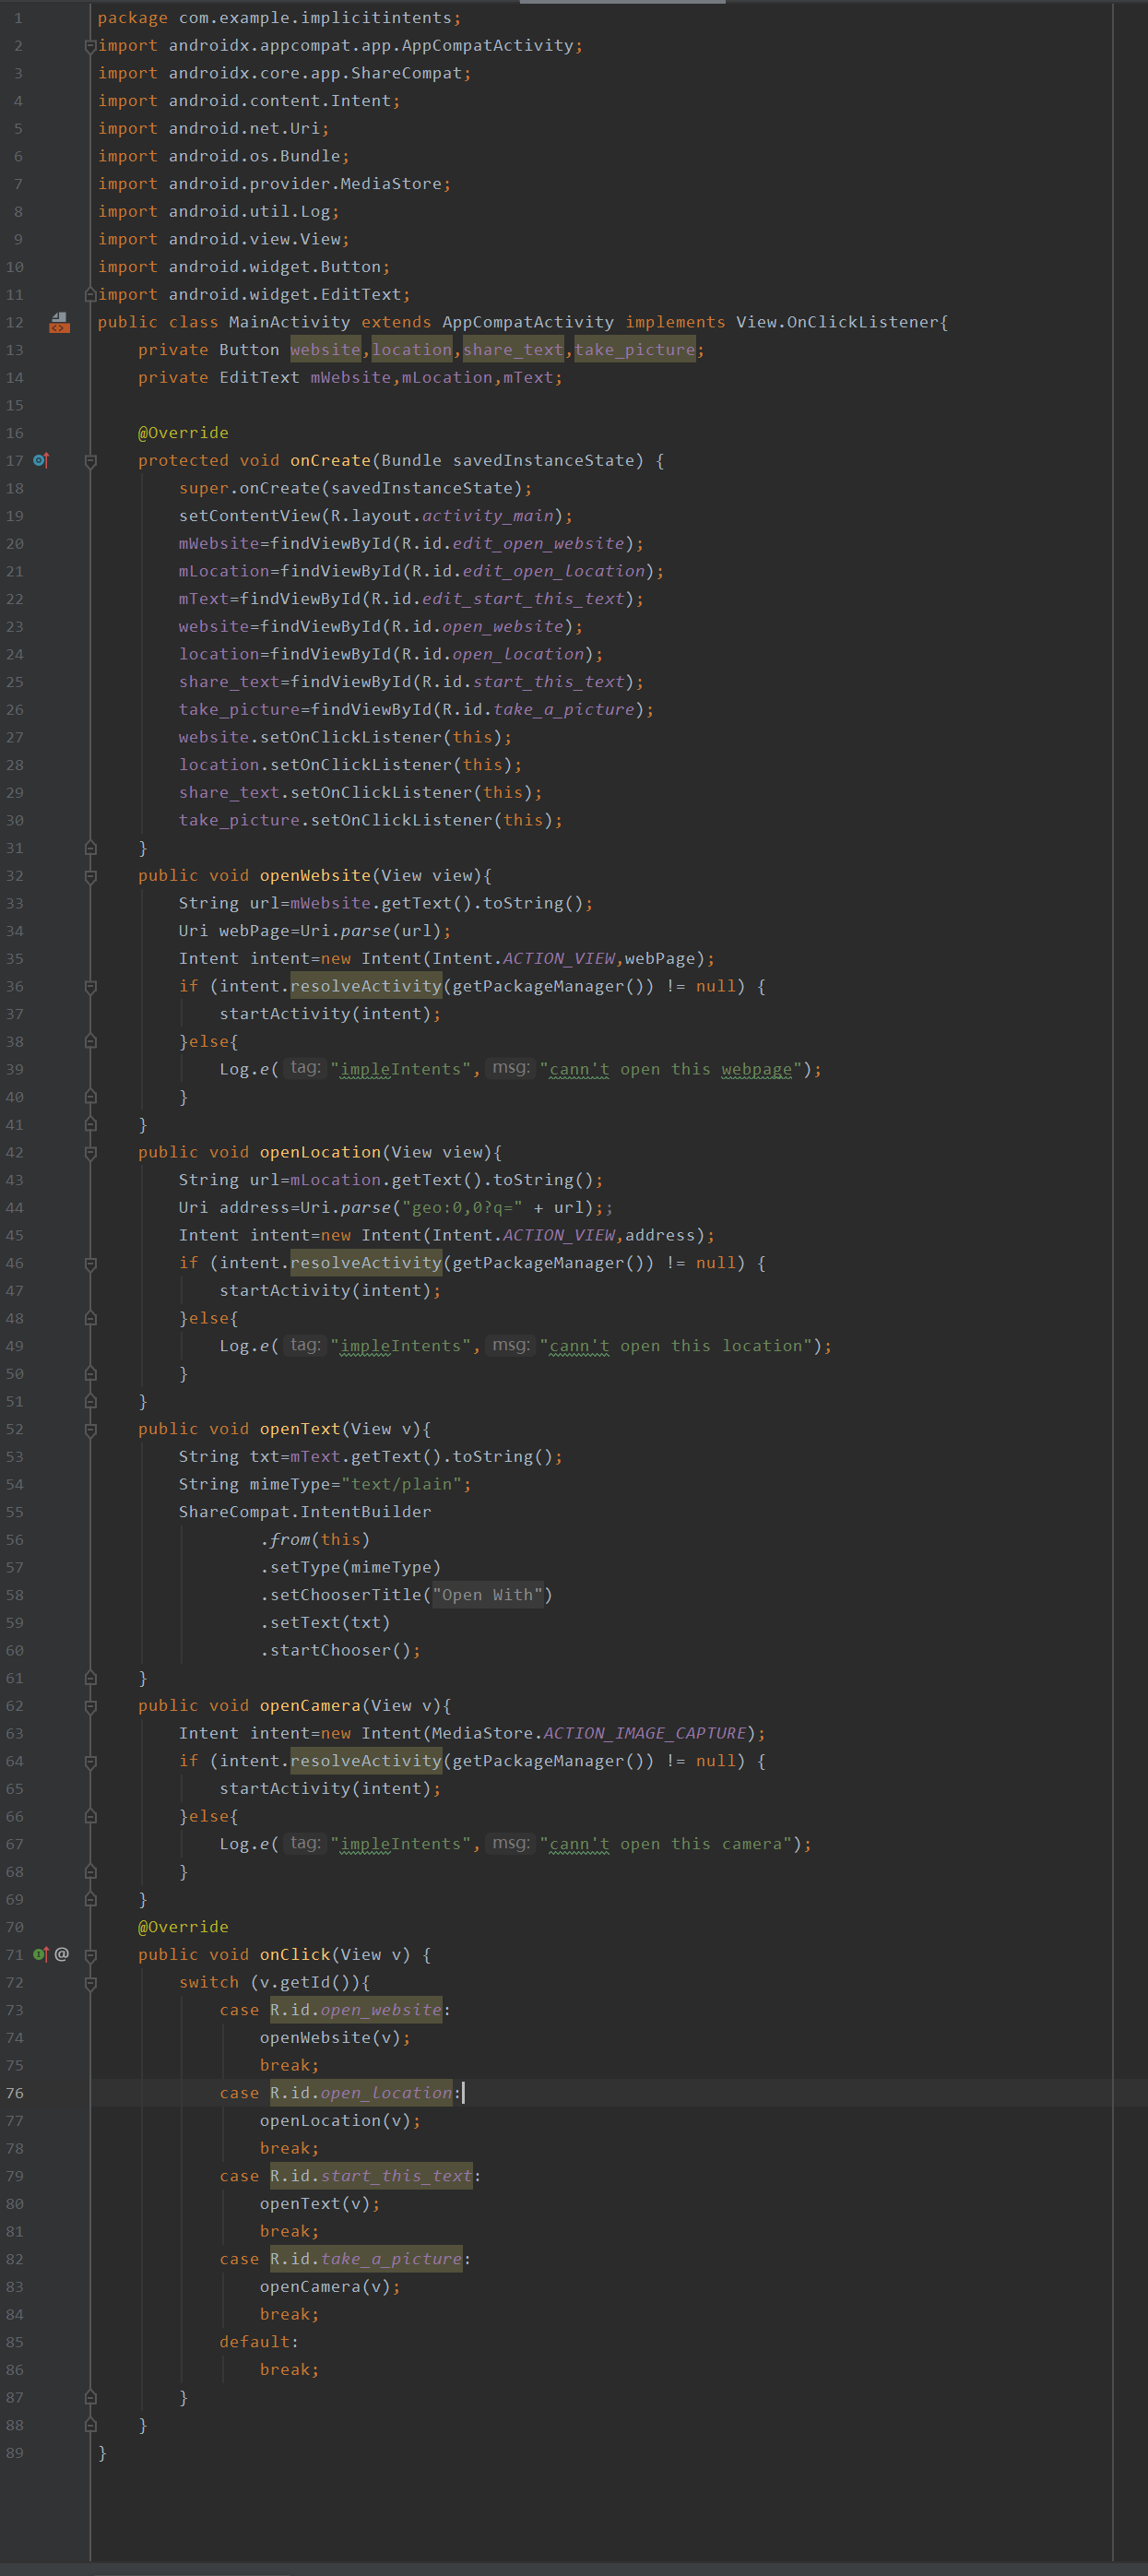 1 package com.example.implicitintents;
2 import androidx.appcompat.app.AppCompatActivity;
3 import androidx.core.app.ShareCompat;
4 import android.content.Intent;
5 import android.net.Uri;
6 import android.os.Bundle;
7 import android.provider.MediaStore;
8 import android.util.Log;
9 import android.view.View;
10 import android.widget.Button;
11 import android.widget.EditText;
12 public class MainActivity extends AppCompatActivity implements View.OnClickListener{
13     private Button website,location,share_text,take_picture;
14     private EditText mWebsite,mLocation,mText;
15
16     @Override
17     protected void onCreate(Bundle savedInstanceState) {
18         super.onCreate(savedInstanceState);
19         setContentView(R.layout.activity_main);
20         mWebsite=findViewById(R.id.edit_open_website);
21         mLocation=findViewById(R.id.edit_open_location);
22         mText=findViewById(R.id.edit_start_this_text);
23         website=findViewById(R.id.open_website);
24         location=findViewById(R.id.open_location);
25         share_text=findViewById(R.id.start_this_text);
26         take_picture=findViewById(R.id.take_a_picture);
27         website.setOnClickListener(this);
28         location.setOnClickListener(this);
29         share_text.setOnClickListener(this);
30         take_picture.setOnClickListener(this);
31     }
32     public void openWebsite(View view){
33         String url=mWebsite.getText().toString();
34         Uri webPage=Uri.parse(url);
35         Intent intent=new Intent(Intent.ACTION_VIEW,webPage);
36         if (intent.resolveActivity(getPackageManager()) != null) {
37             startActivity(intent);
38         }else{
39             Log.e( tag: "impleIntents", msg: "cann't open this webpage");
40         }
41     }
42     public void openLocation(View view){
43         String url=mLocation.getText().toString();
44         Uri address=Uri.parse("geo:0,0?q=" + url);;
45         Intent intent=new Intent(Intent.ACTION_VIEW,address);
46         if (intent.resolveActivity(getPackageManager()) != null) {
47             startActivity(intent);
48         }else{
49             Log.e( tag: "impleIntents", msg: "cann't open this location");
50         }
51     }
52     public void openText(View v){
53         String txt=mText.getText().toString();
54         String mimeType="text/plain";
55         ShareCompat.IntentBuilder
56                 .from(this)
57                 .setType(mimeType)
58                 .setChooserTitle("Open With")
59                 .setText(txt)
60                 .startChooser();
61     }
62     public void openCamera(View v){
63         Intent intent=new Intent(MediaStore.ACTION_IMAGE_CAPTURE);
64         if (intent.resolveActivity(getPackageManager()) != null) {
65             startActivity(intent);
66         }else{
67             Log.e( tag: "impleIntents", msg: "cann't open this camera");
68         }
69     }
70     @Override
71 @ public void onClick(View v) {
72         switch (v.getId()){
73             case R.id.open_website:
74                 openWebsite(v);
75                 break;
76             case R.id.open_location:
77                 openLocation(v);
78                 break;
79             case R.id.start_this_text:
80                 openText(v);
81                 break;
82             case R.id.take_a_picture:
83                 openCamera(v);
84                 break;
85             default:
86                 break;
87         }
88     }
89 }